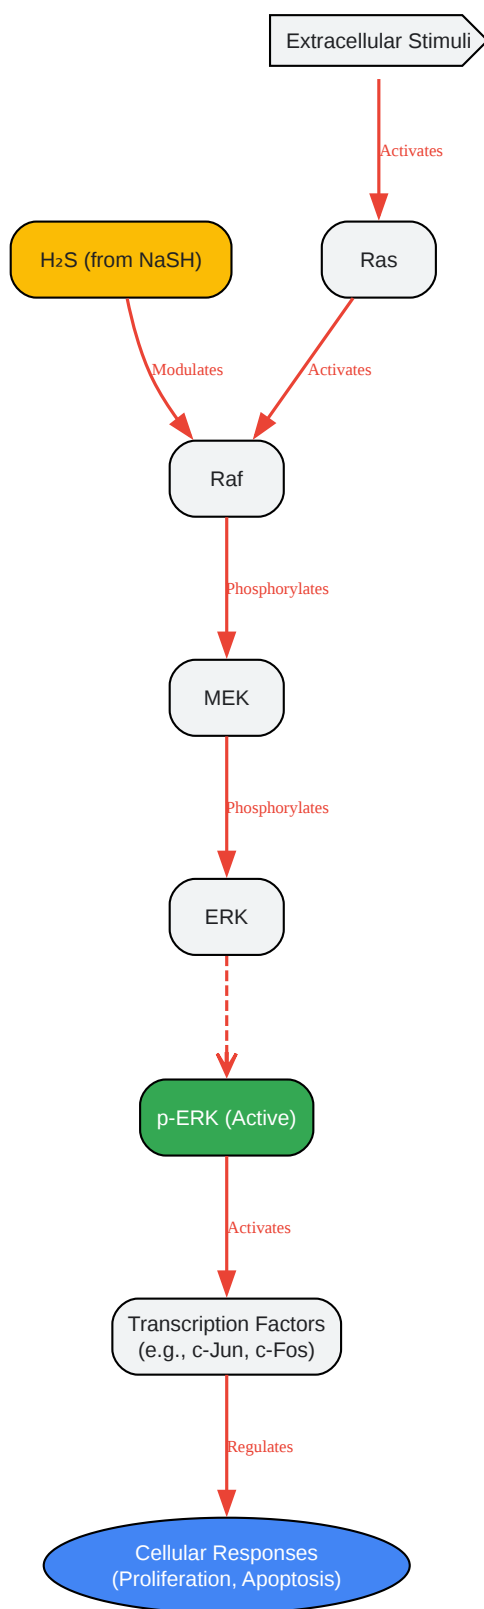 Extracellular Stimuli
Activates
H₂S (from NaSH)
Ras
Modulates
Activates
Raf
Phosphorylates
MEK
Phosphorylates
ERK
p-ERK (Active)
Activates
Transcription Factors
(e.g., c-Jun, c-Fos)
Regulates
Cellular Responses
(Proliferation, Apoptosis)